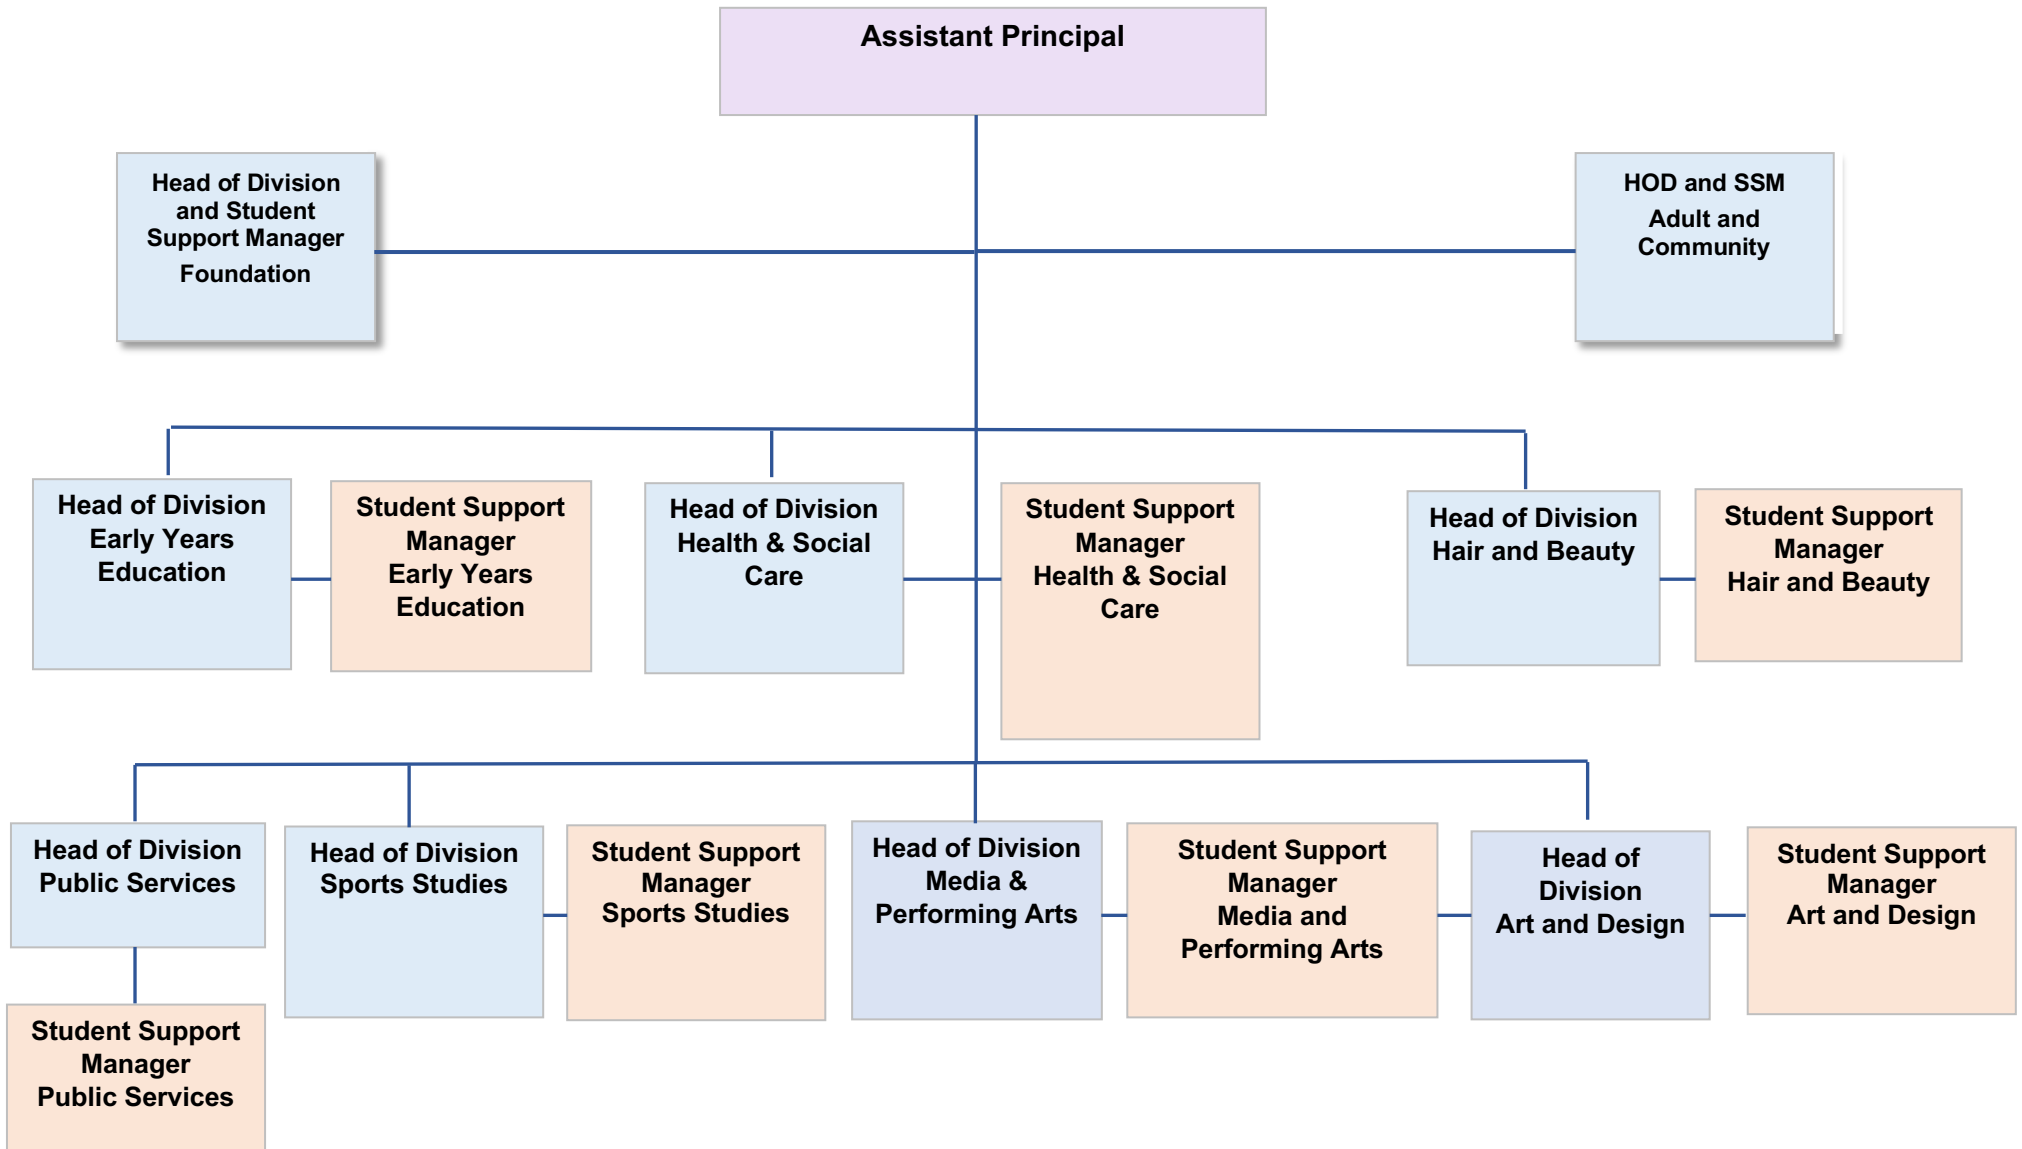 Assistant Principal
Head of Division
and Student
Support Manager
Foundation
HOD and SSM
Adult and
Community
Head of Division
Early Years
Education
Student Support
Manager
Early Years
Education
Head of Division
Health & Social
Care
Student Support
Manager
Health & Social
Care
Head of Division
Hair and Beauty
Student Support
Manager
Hair and Beauty
Head of Division
Public Services
Head of Division
Sports Studies
Student Support
Manager
Sports Studies
Head of Division
Media &
Performing Arts
Student Support
Manager
Media and
Performing Arts
Head of
Division
Art and Design
Student Support
Manager
Art and Design
Student Support
Manager
Public Services